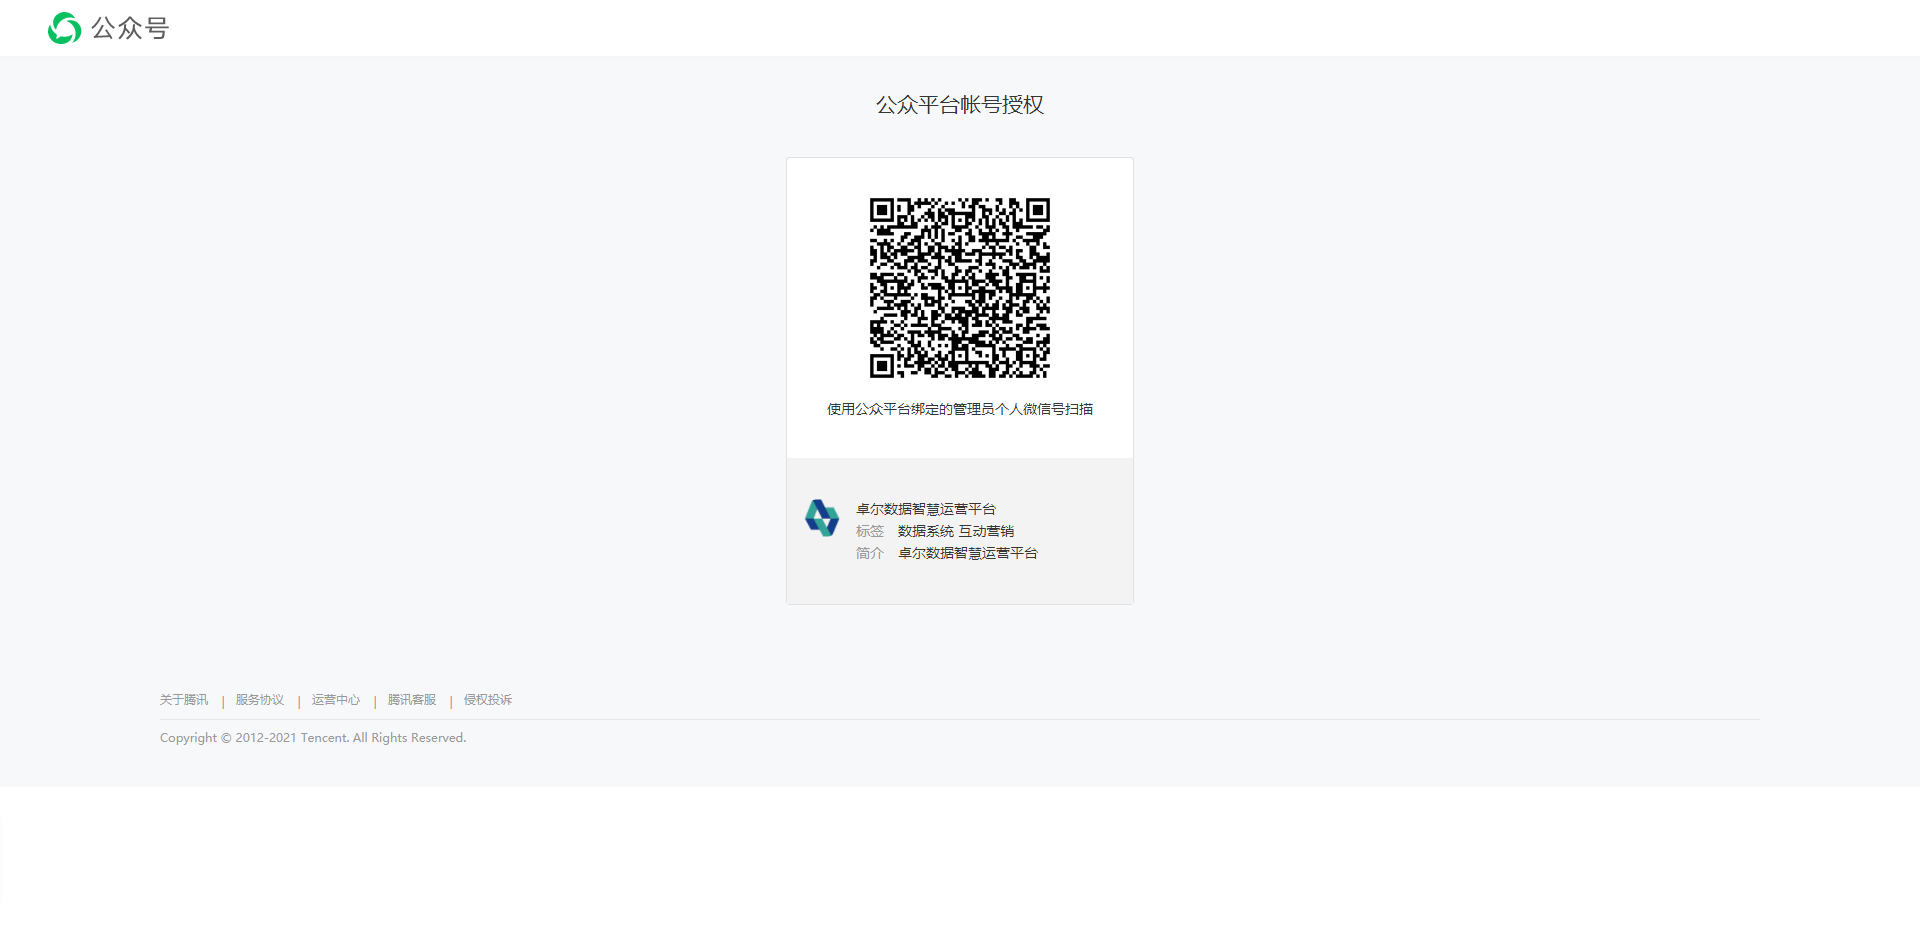 公众号
公众平台帐号授权
使用公众平台绑定的管理员个人微信号扫描
卓尔数据智慧运营平台
标签 数据系统 互动营销
简介 卓尔数据智慧运营平台
关于腾讯 | 服务协议 | 运营中心 | 腾讯客服 | 侵权投诉
Copyright © 2012-2021 Tencent. All Rights Reserved.